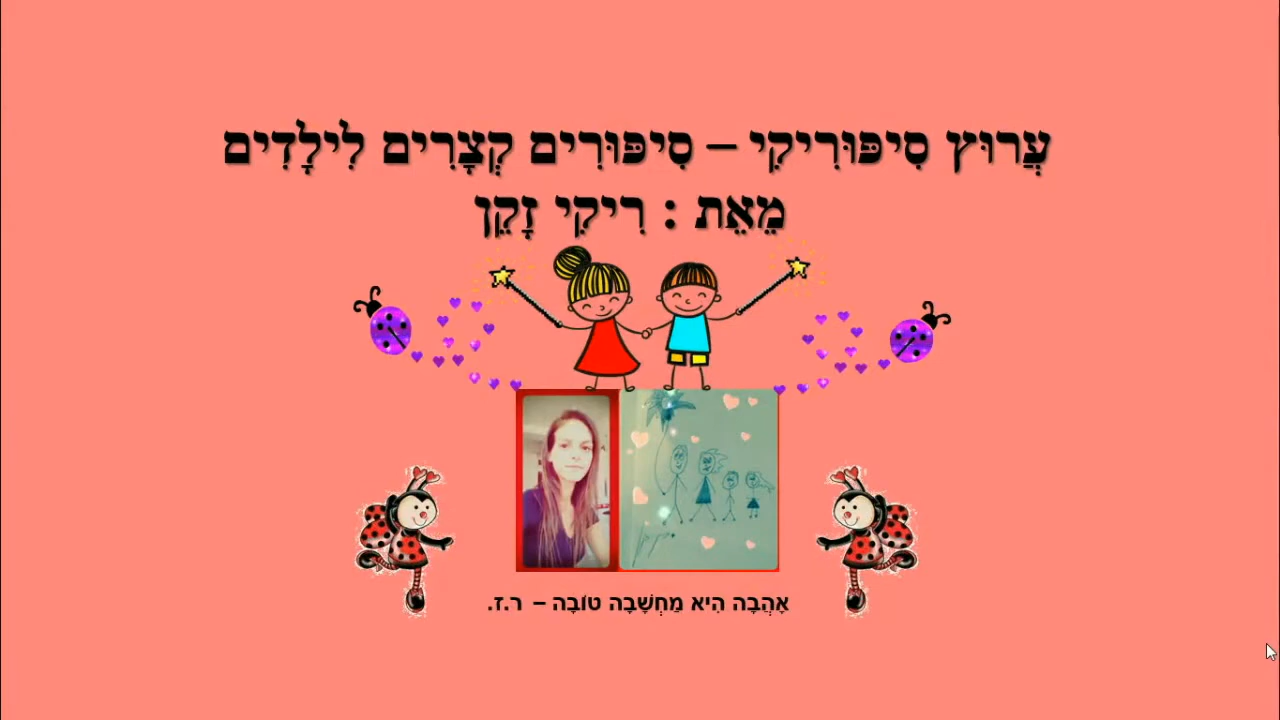 עֲרוּץ סִיפּוּרִיקִי – סִיפּוּרִים קְצָרִים לִילָדִים
מֵאֵת : רִיקִי זָקֵן
אָהֲבָה הִיא מַחְשָׁבָה טוֹבָה – ר.ז.